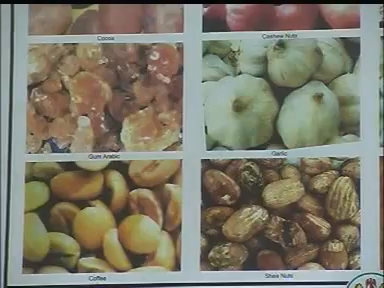 Cocoa
Cashew Nuts
Gum Arabic
Garlic
Coffee
Shea Nuts